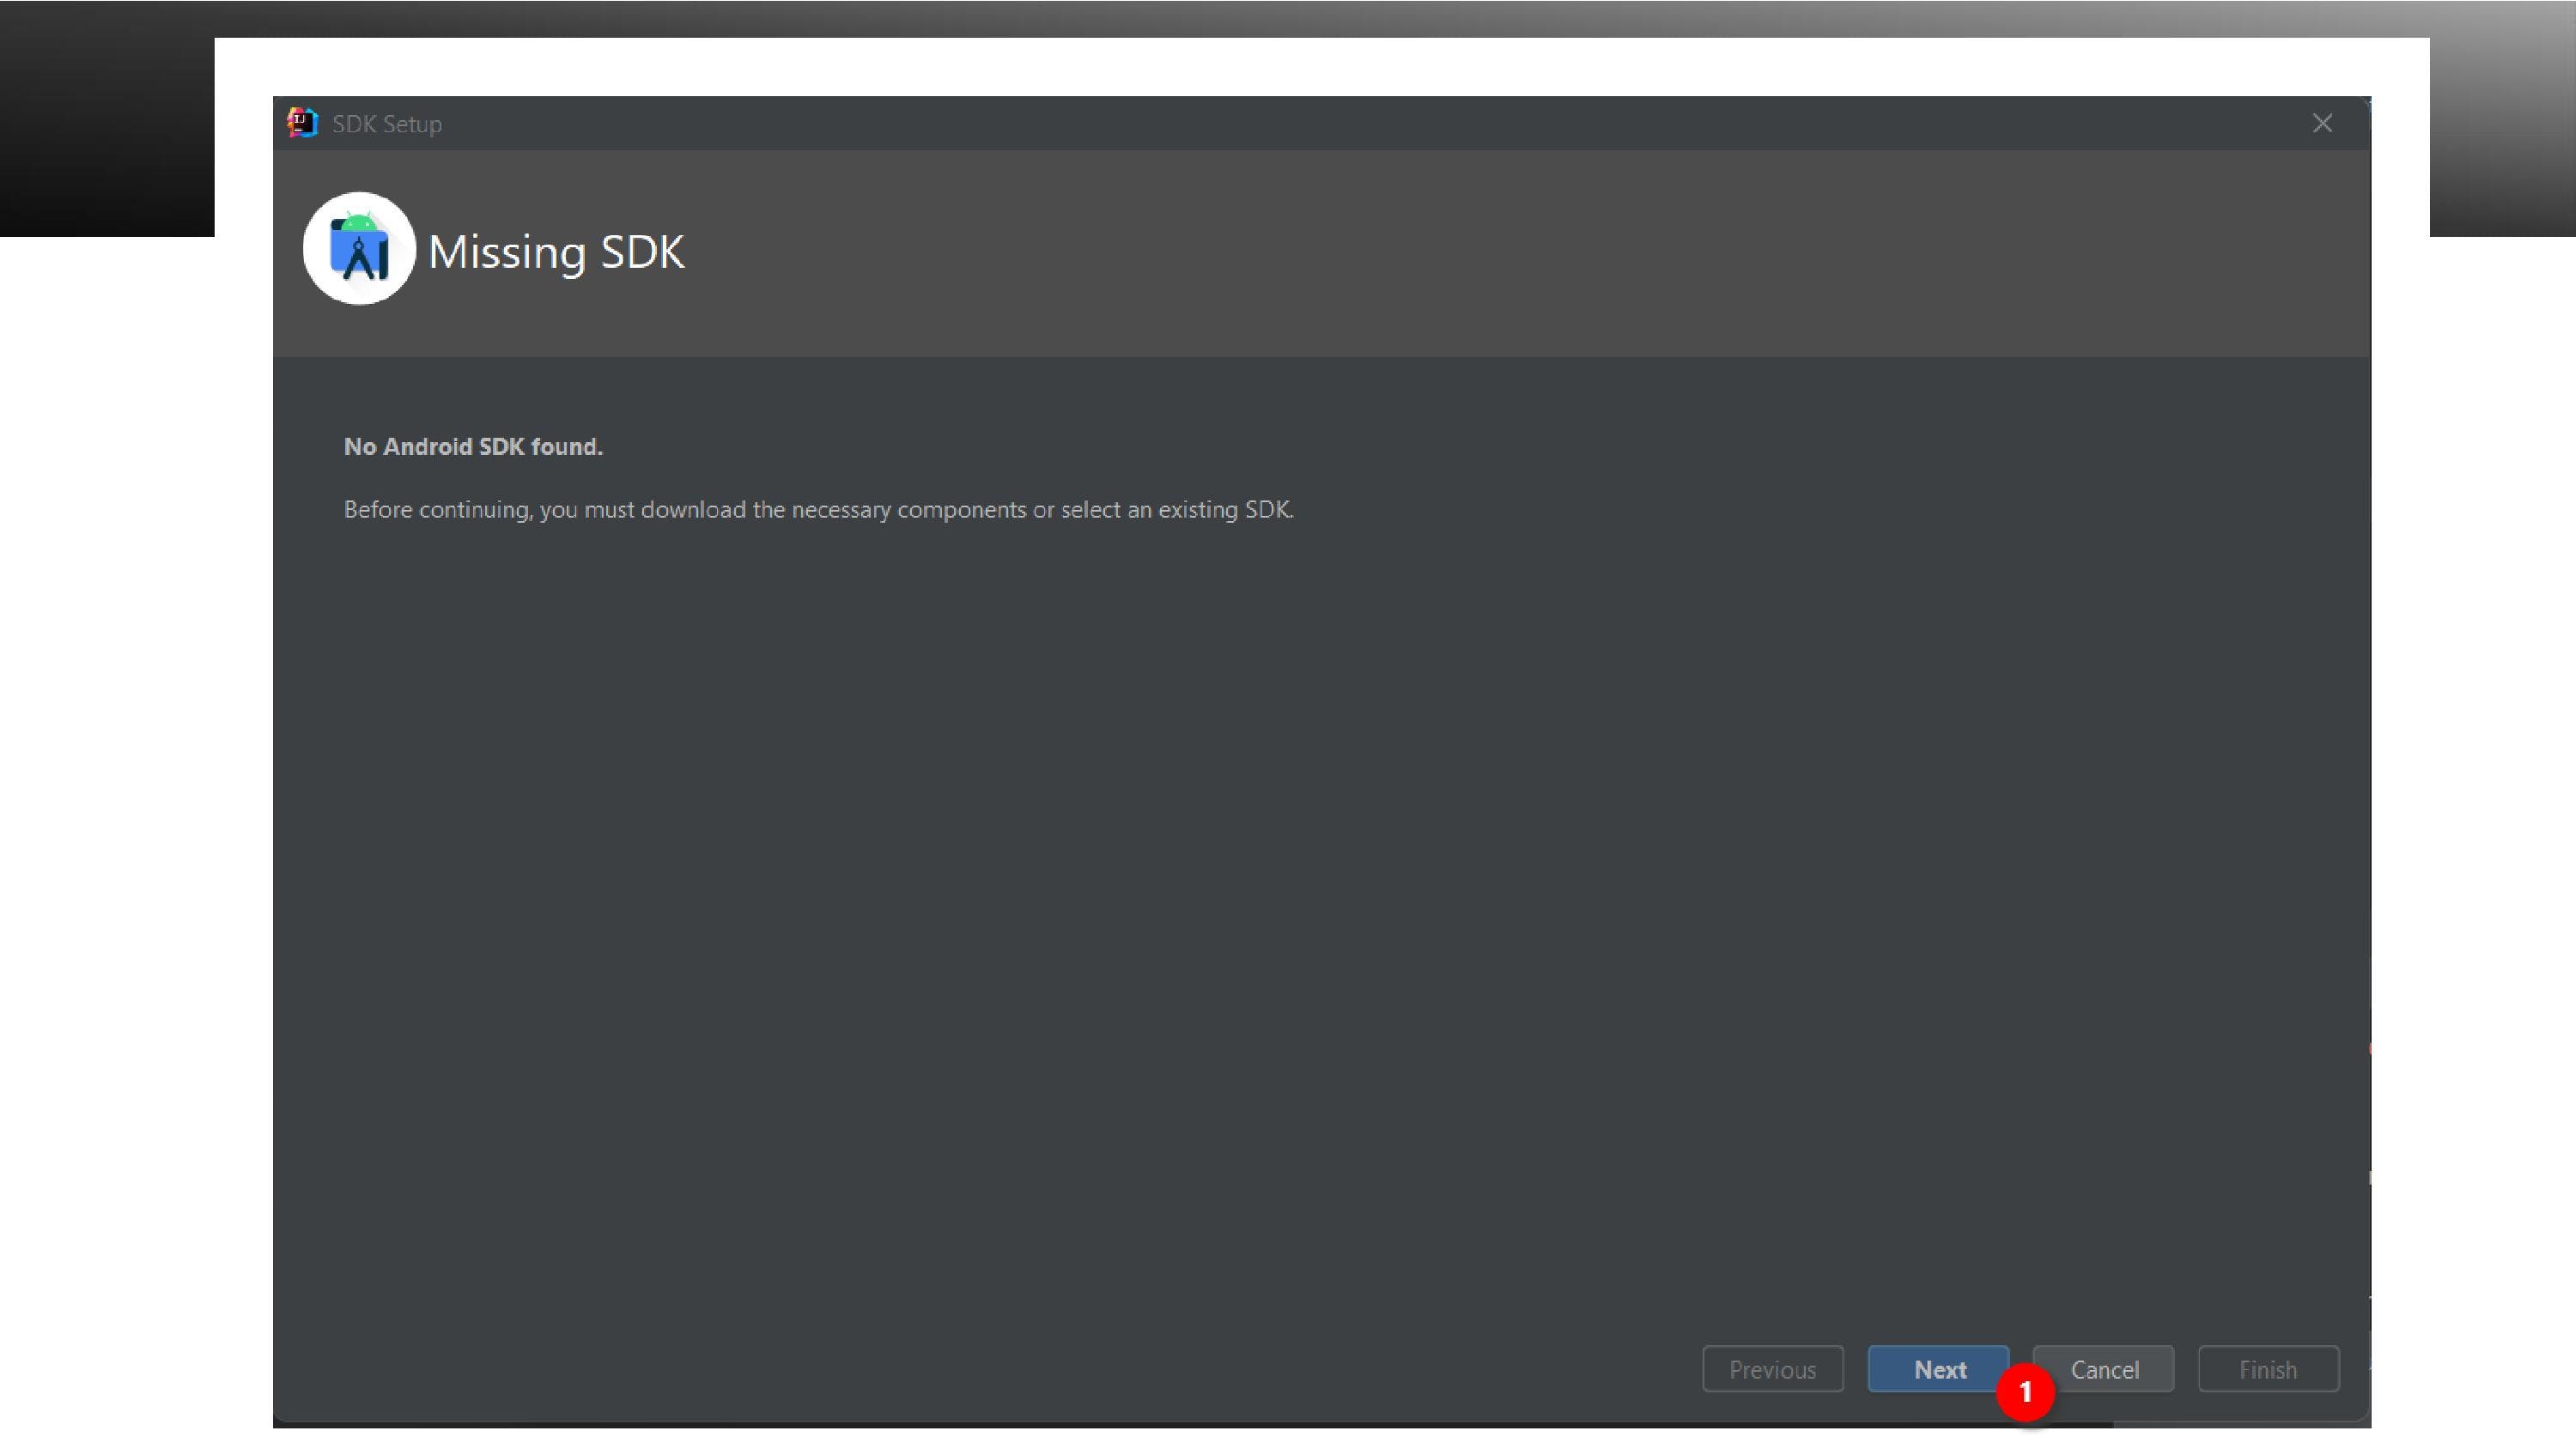 SDK Setup
Missing SDK
No Android SDK found.
Before continuing, you must download the necessary components or select an existing SDK.
Previous Next Cancel Finish
1